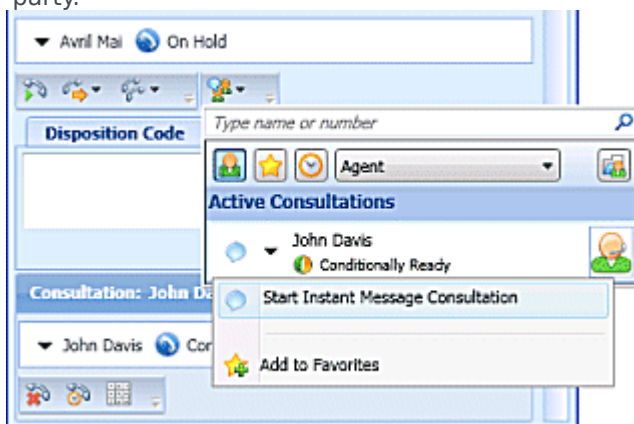 party.
Avril Mai On Hold
Disposition Code
Type name or number
Agent
Active Consultations
John Davis
Conditionally Ready
Consultation: John Da
Start Instant Message Consultation
John Davis Con
Add to Favorites